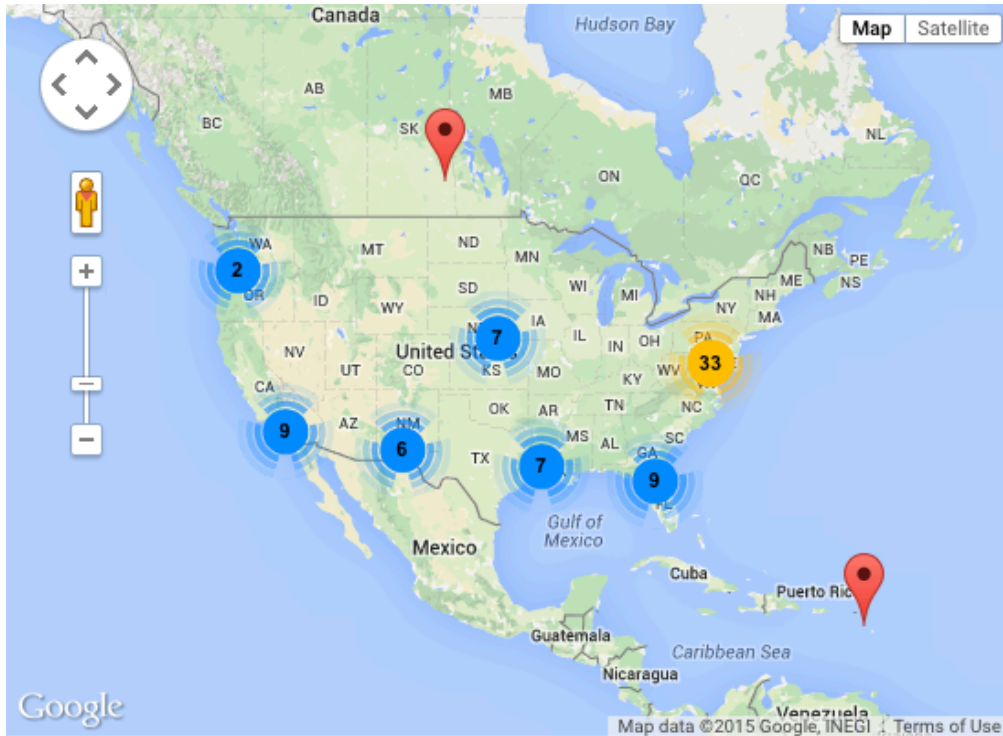 Canada
Hudson Bay
Map
Satellite
AB
MB
BC
SK
NL
ON
QC
WA
MT
ND
MN
NB
PE
NS
ME
OR
ID
SD
WI
MI
NH
NY
MA
WY
IA
PA
2
7
IL
IN
OH
33
NV
UT
CO
United
KS
MO
WV
KY
CA
NC
TN
OK
AR
AZ
NM
SC
9
6
TX
7
MS
AL
GA
9
FL
Gulf of
Mexico
Mexico
Cuba
Puerto Ric
Guatemala
Caribbean Sea
Nicaragua
Venezuela
Google
Map data ©2015 Google, INEGI
Terms of Use